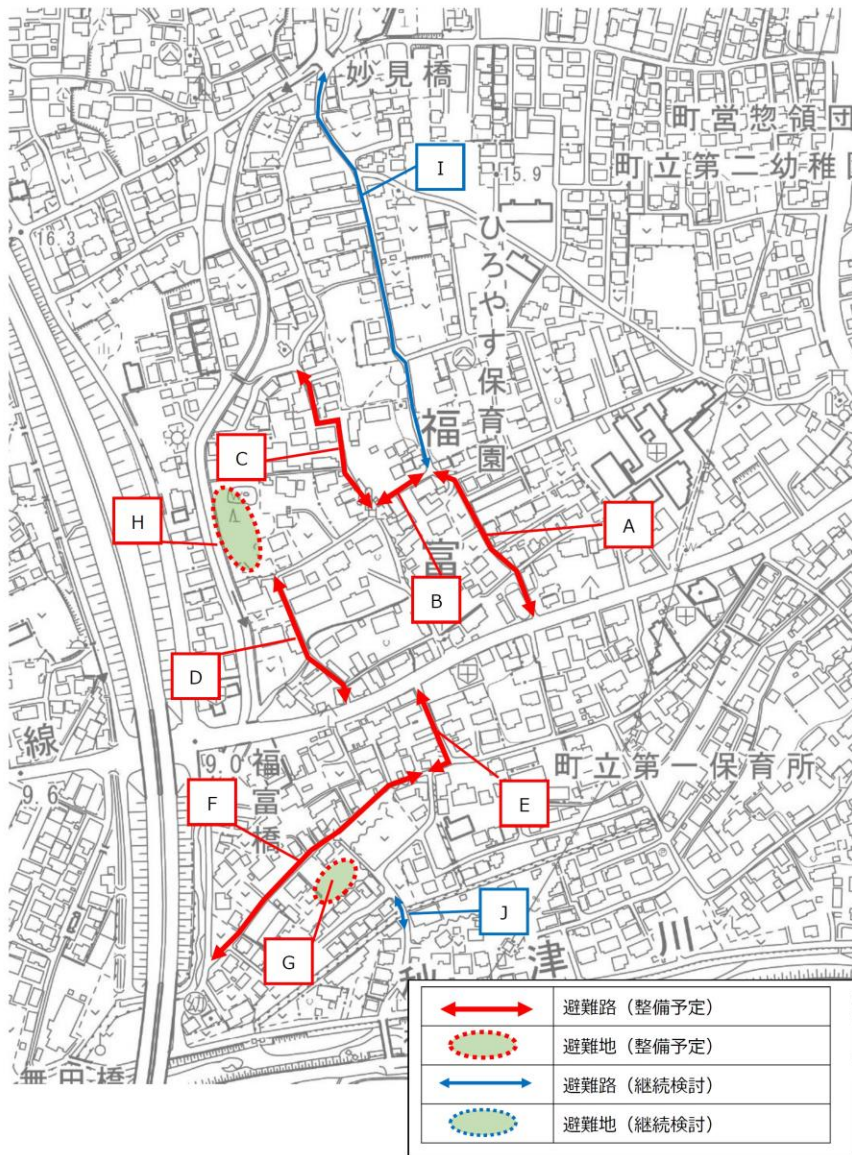 妙見橋
町営惣領団
町立第二幼稚
I
15.9
ひろやす保育園
16.3
福富
C
H
A
B
D
線
9.0
9.6
福富橋
町立第一保育所
E
F
J
G
津川
無田橋
避難路（整備予定）
避難地（整備予定）
避難路（継続検討）
避難地（継続検討）